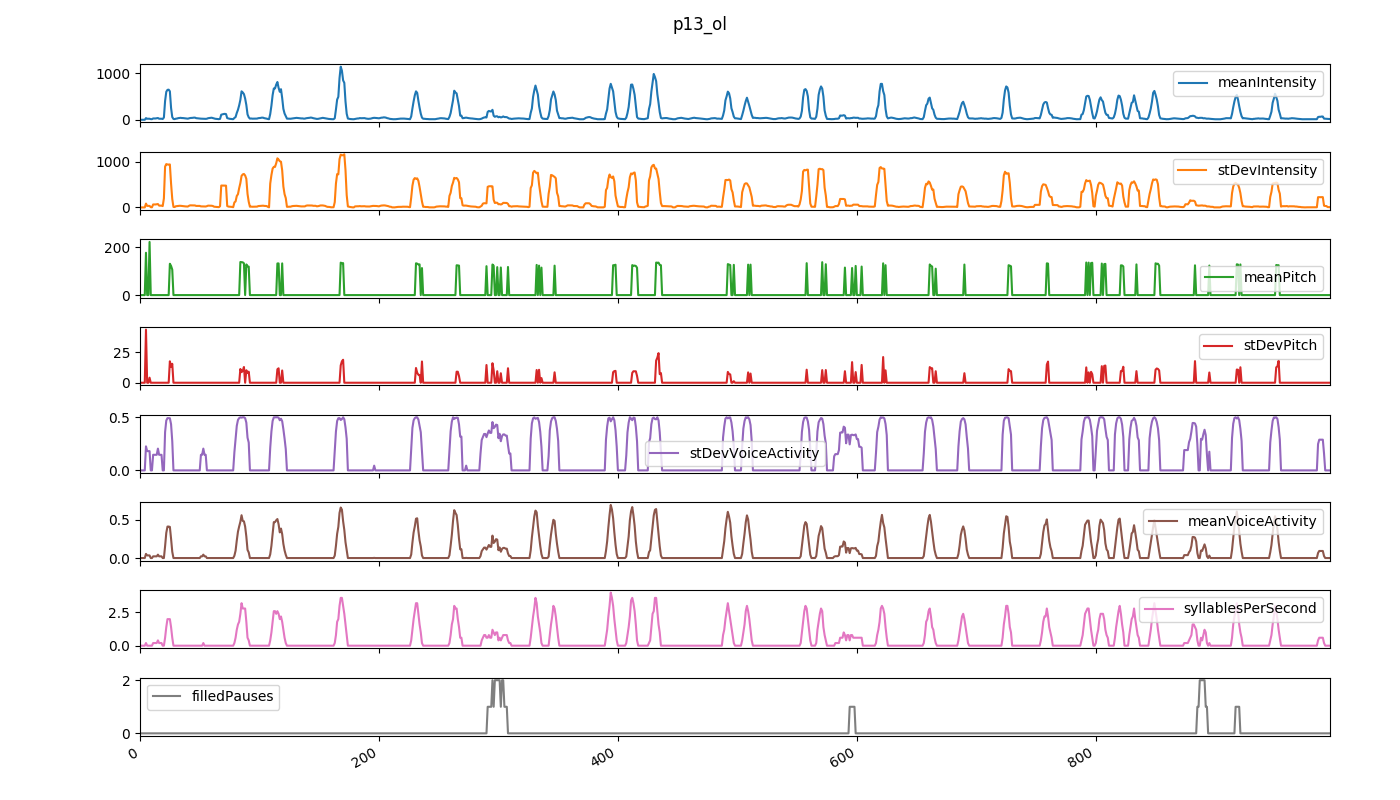 p13_ol
1000
0
meanIntensity
1000
0
stDevIntensity
200
0
meanPitch
25
0
stDevPitch
0.5
0.0
stDevVoiceActivity
0.5
0.0
meanVoiceActivity
2.5
0.0
syllablesPerSecond
2
0
filledPauses
0 200 400 600 800